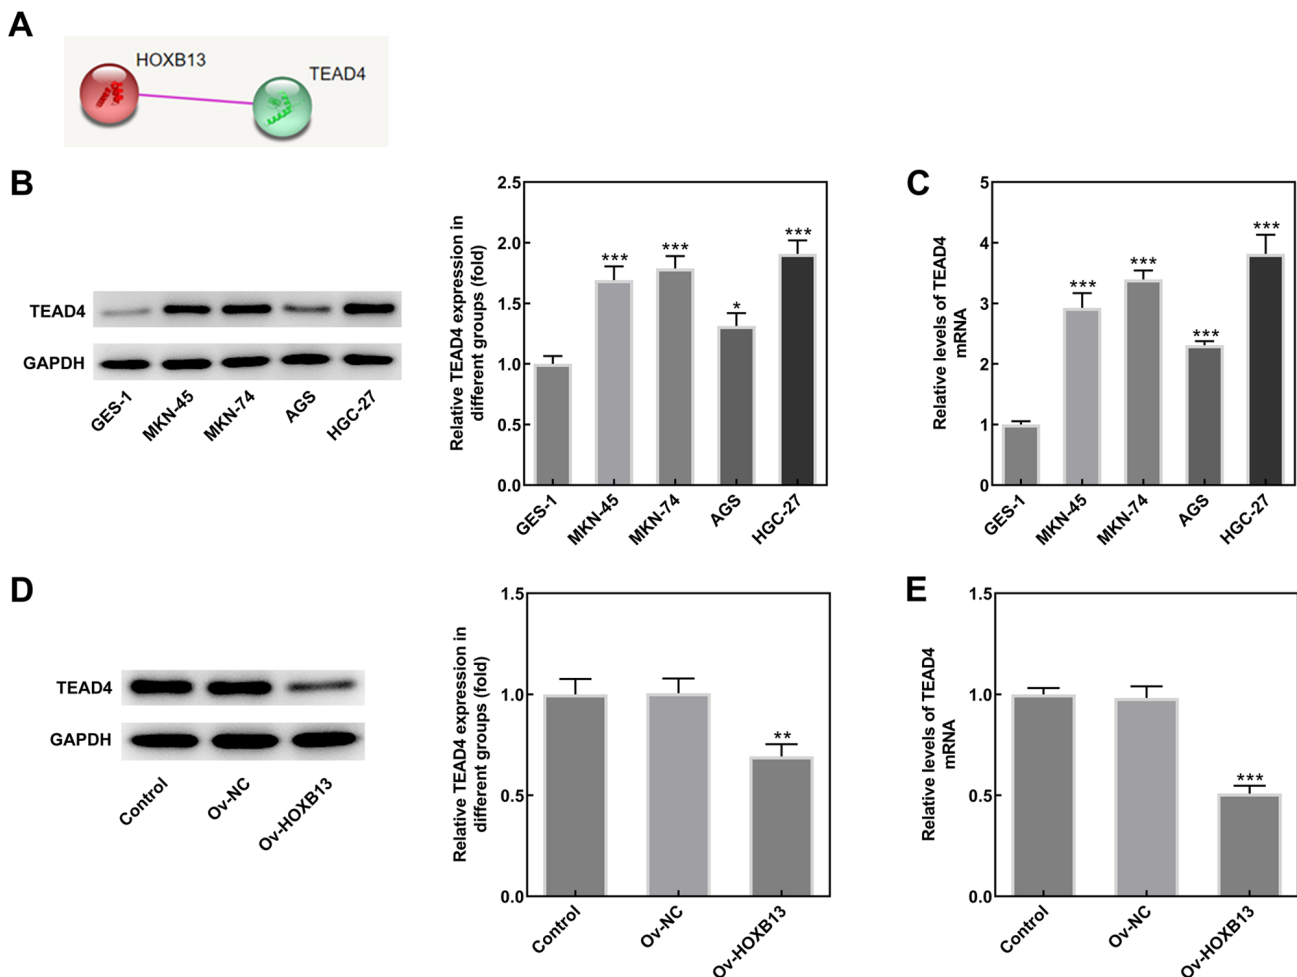 A
HOXB13
TEAD4
B
TEAD4
GAPDH
GES-1
MKN-45
MKN-74
AGS
HGC-27
Relative TEAD4 expression in
different groups (fold)
2.5
2.0
1.5
1.0
0.5
0.0
***
***
*
***
GES-1
MKN-45
MKN-74
AGS
HGC-27
C
Relative levels of TEAD4
mRNA
5
4
3
2
1
0
***
***
***
***
GES-1
MKN-45
MKN-74
AGS
HGC-27
D
TEAD4
GAPDH
Control
Ov-NC
Ov-HOXB13
Relative TEAD4 expression in
different groups (fold)
1.5
1.0
0.5
0.0
**
Control
Ov-NC
Ov-HOXB13
E
Relative levels of TEAD4
mRNA
1.5
1.0
0.5
0.0
***
Control
Ov-NC
Ov-HOXB13